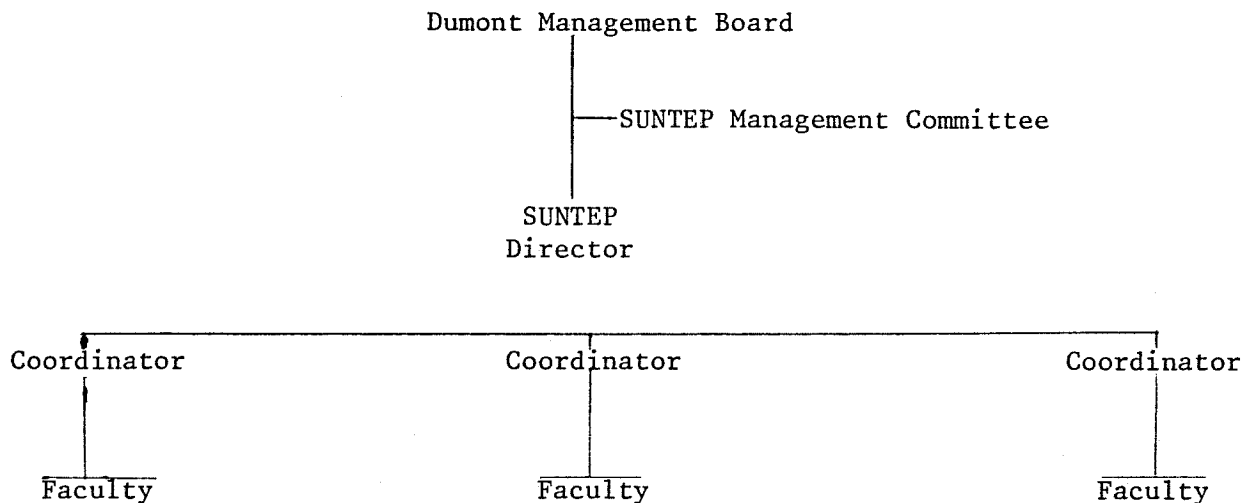 Dumont Management Board
SUNTEP Management Committee
SUNTEP
Director
Coordinator Coordinator Coordinator
Faculty Faculty Faculty